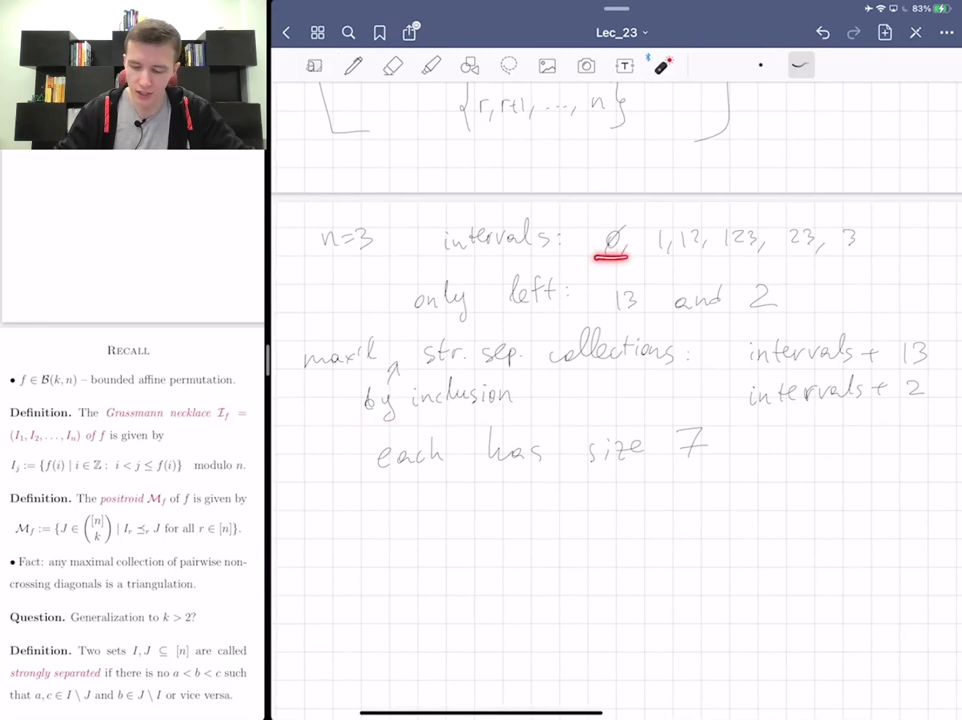 83%
Lec_23
{r, r+1, ..., n}
n=3 intervals: Ø, 1, 12, 123, 23, 3
only left: 13 and 2
max'l str. sep. collections: intervals + 13
by inclusion intervals + 2
each has size 7
RECALL
• f ∈ B(k, n) – bounded affine permutation.
Definition. The Grassmann necklace I_f =
(I_1, I_2, . . . , I_n) of f is given by
I_j := {f(i) | i ∈ ℤ : i < j ≤ f(i)} modulo n.
Definition. The positroid M_f of f is given by
M_f := {J ∈ ([n] k) | I_r ⪯_r J for all r ∈ [n]}.
• Fact: any maximal collection of pairwise non-
crossing diagonals is a triangulation.
Question. Generalization to k > 2?
Definition. Two sets I, J ⊆ [n] are called
strongly separated if there is no a < b < c such
that a, c ∈ I \ J and b ∈ J \ I or vice versa.